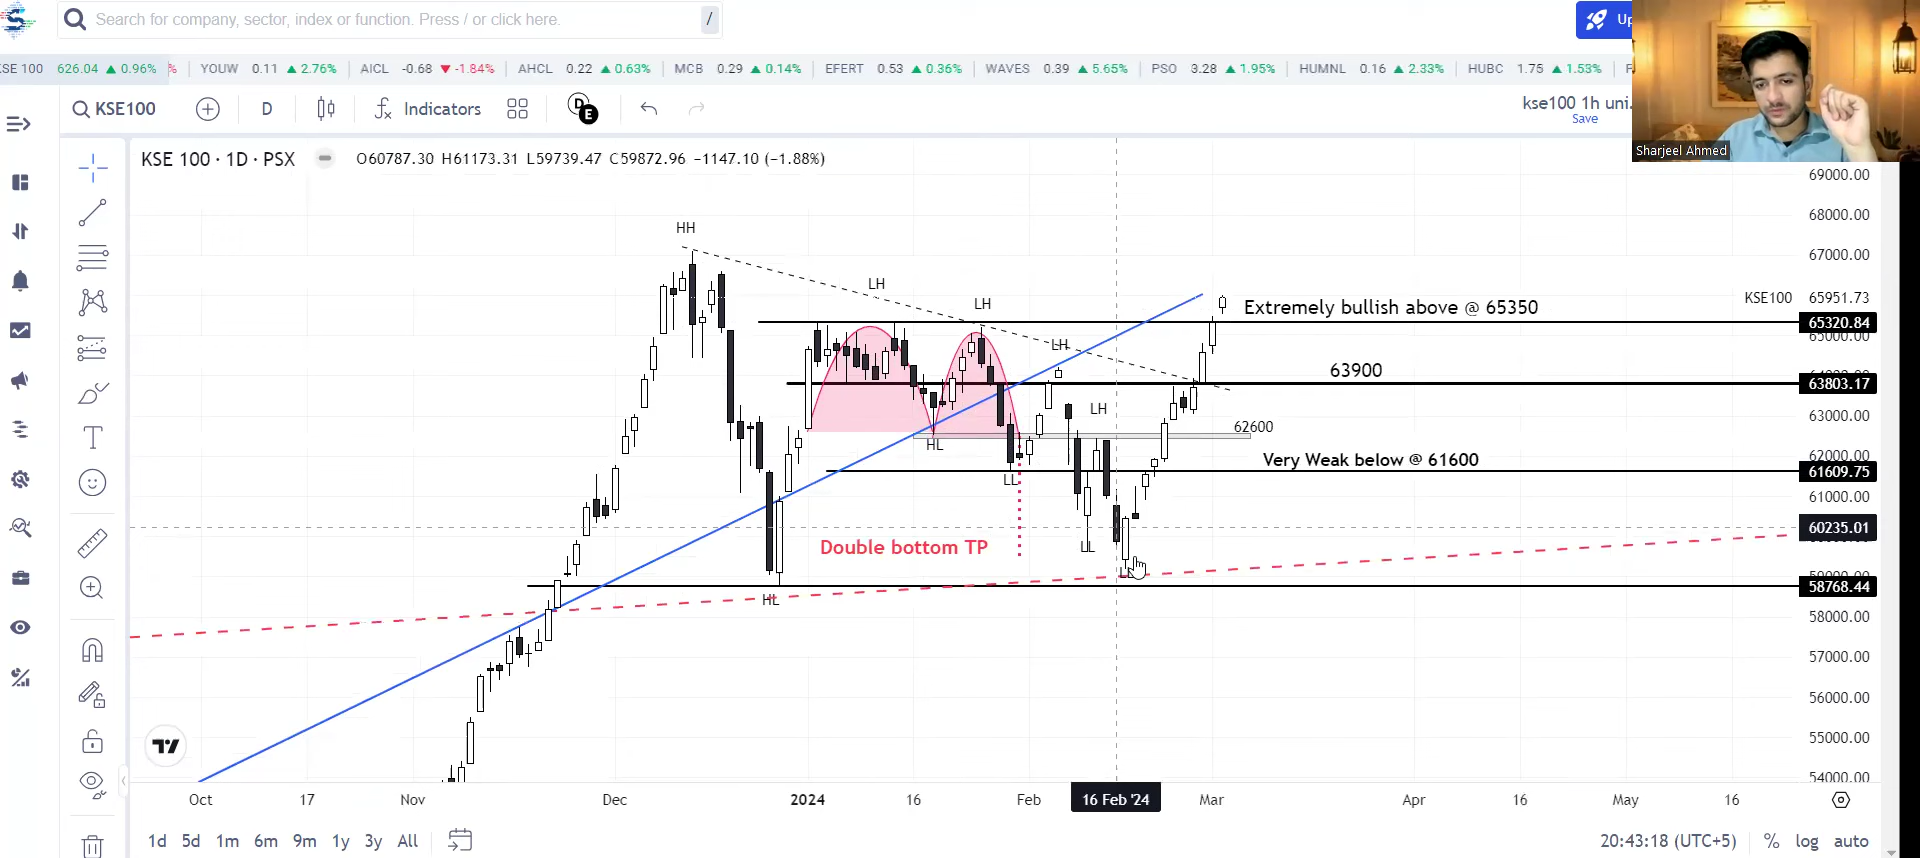 Search for company, sector, index or function. Press / or click here. /
KSE 100 626.04 ▲ 0.96% % YOUW 0.11 ▲ 2.76% AICL -0.68 ▼ -1.84% AHCL 0.22 ▲ 0.63% MCB 0.29 ▲ 0.14% EFERT 0.53 ▲ 0.36% WAVES 0.39 ▲ 5.65% PSO 3.28 ▲ 1.95% HUMNL 0.16 ▲ 2.33% HUBC 1.75 ▲ 1.53%
KSE100 D Indicators D E kse100 1h uni.
Save
Sharjeel Ahmed
KSE 100 · 1D · PSX O60787.30 H61173.31 L59739.47 C59872.96 −1147.10 (−1.88%)
69000.00
68000.00
HH
67000.00
LH
KSE100 65951.73
LH
Extremely bullish above @ 65350
65320.84
65000.00
LH
63900
63803.17
LH
63000.00
62600
HL
62000.00
Very Weak below @ 61600
61609.75
LL
61000.00
60235.01
Double bottom TP
LL
58768.44
HL
58000.00
57000.00
56000.00
55000.00
54000.00
Oct 17 Nov Dec 2024 16 Feb 16 Feb '24 Mar Apr 16 May 16
1d 5d 1m 6m 9m 1y 3y All 20:43:18 (UTC+5) % log auto